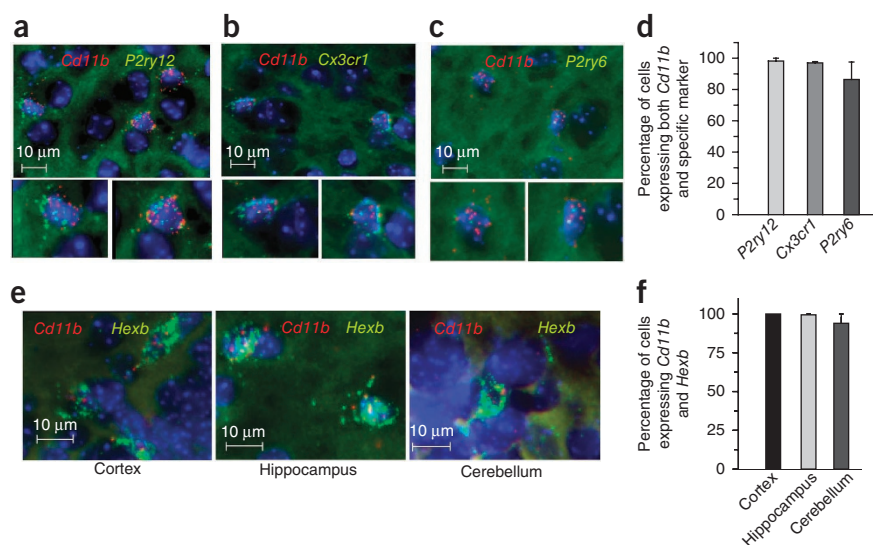 a
Cd11b P2ry12
10 μm
b
Cd11b Cx3cr1
10 μm
c
Cd11b P2ry6
10 μm
d
Percentage of cells
expressing both Cd11b
and specific marker
100
80
60
40
20
0
P2ry12
Cx3cr1
P2ry6
e
Cd11b Hexb
10 μm
Cortex
Cd11b Hexb
10 μm
Hippocampus
Cd11b Hexb
10 μm
Cerebellum
f
Percentage of cells
expressing Cd11b
and Hexb
100
75
50
25
0
Cortex
Hippocampus
Cerebellum